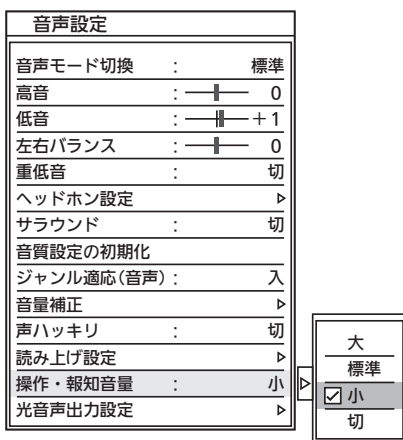 音声設定
音声モード切換 : 標準
高音 : 0
低音 : +1
左右バランス : 0
重低音 : 切
ヘッドホン設定
サラウンド : 切
音質設定の初期化
ジャンル適応(音声) : 入
音量補正
声ハッキリ : 切
読み上げ設定
操作・報知音量 : 小
光音声出力設定
大
標準
小
切